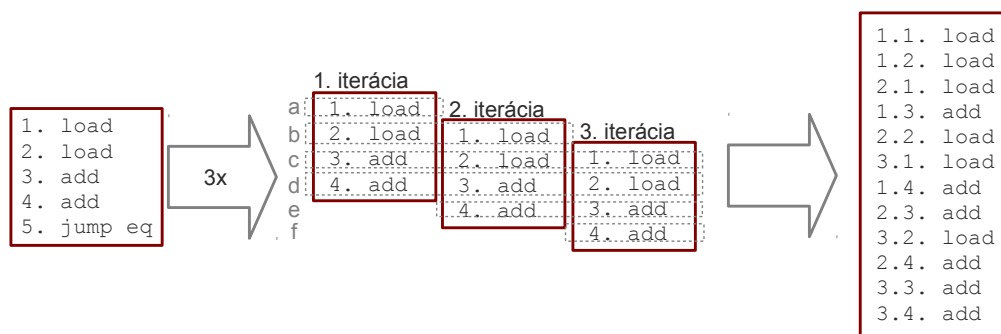 1. load
2. load
3. add
4. add
5. jump eq
3x
1. iterácia
a
b
c
d
e
f
1. load
2. load
3. add
4. add
2. iterácia
1. load
2. load
3. add
4. add
3. iterácia
1. load
2. load
3. add
4. add
1.1. load
1.2. load
2.1. load
1.3. add
2.2. load
3.1. load
1.4. add
2.3. add
3.2. load
2.4. add
3.3. add
3.4. add